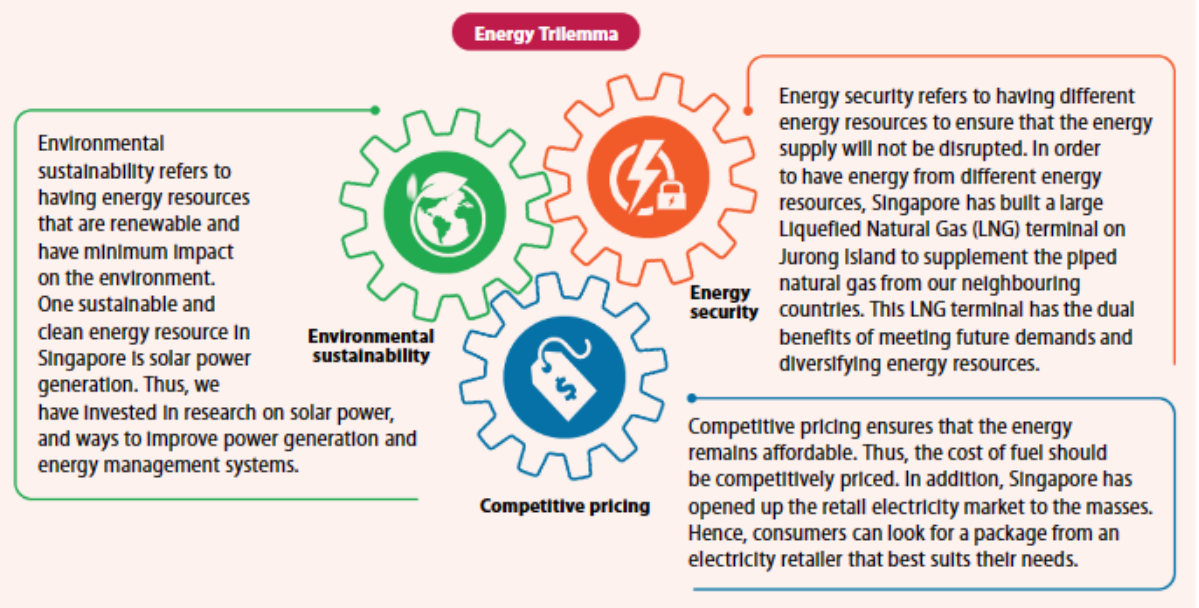 Energy Trilemma
Environmental
sustainability refers to
having energy resources
that are renewable and
have minimum impact
on the environment.
One sustainable and
clean energy resource in
Singapore is solar power
generation. Thus, we
have invested in research on solar power,
and ways to improve power generation and
energy management systems.
Environmental
sustainability
Energy security refers to having different
energy resources to ensure that the energy
supply will not be disrupted. In order
to have energy from different energy
resources, Singapore has built a large
Liquefied Natural Gas (LNG) terminal on
Jurong Island to supplement the piped
natural gas from our neighbouring
countries. This LNG terminal has the dual
benefits of meeting future demands and
diversifying energy resources.
Energy
security
$
Competitive pricing
Competitive pricing ensures that the energy
remains affordable. Thus, the cost of fuel should
be competitively priced. In addition, Singapore has
opened up the retail electricity market to the masses.
Hence, consumers can look for a package from an
electricity retailer that best suits their needs.